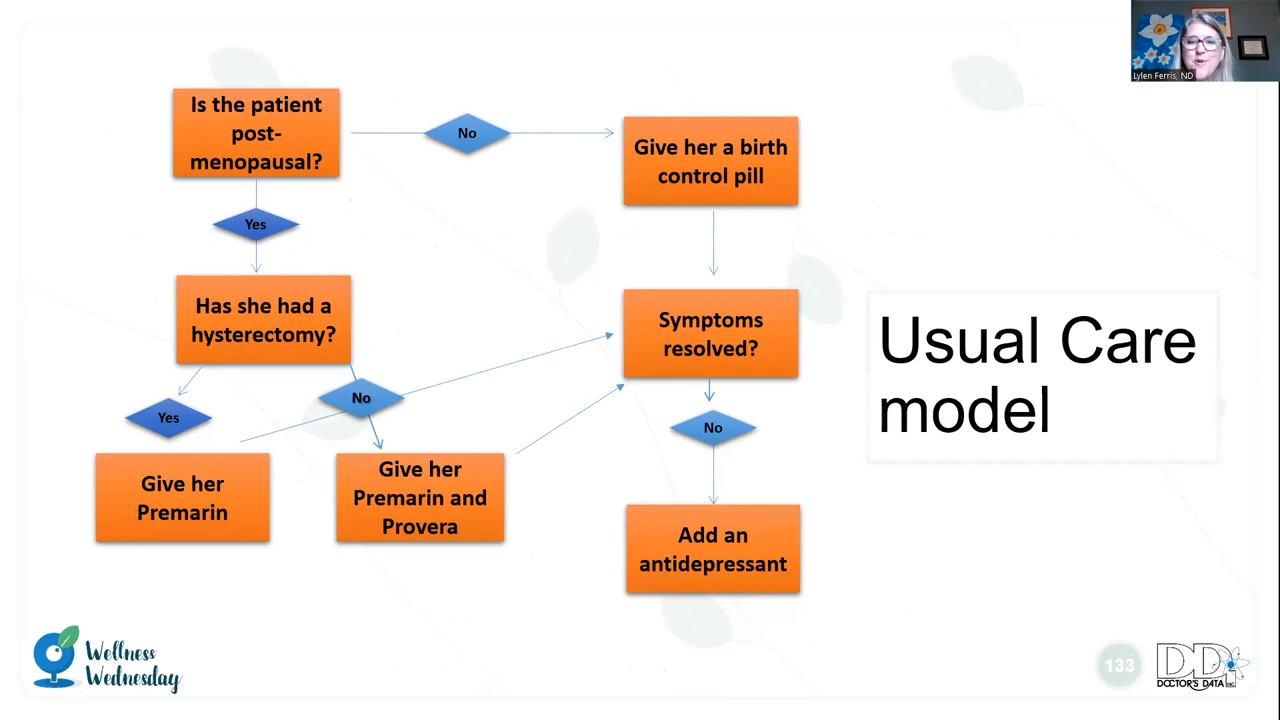 Lylen Ferris, ND
Is the patient
post-
menopausal?
No
Give her a birth
control pill
Yes
Has she had a
hysterectomy?
Symptoms
resolved?
Usual Care
model
Yes
No
No
Give her
Premarin
Give her
Premarin and
Provera
Add an
antidepressant
Wellness
Wednesday
133
DDI
DOCTOR'S DATA INC.